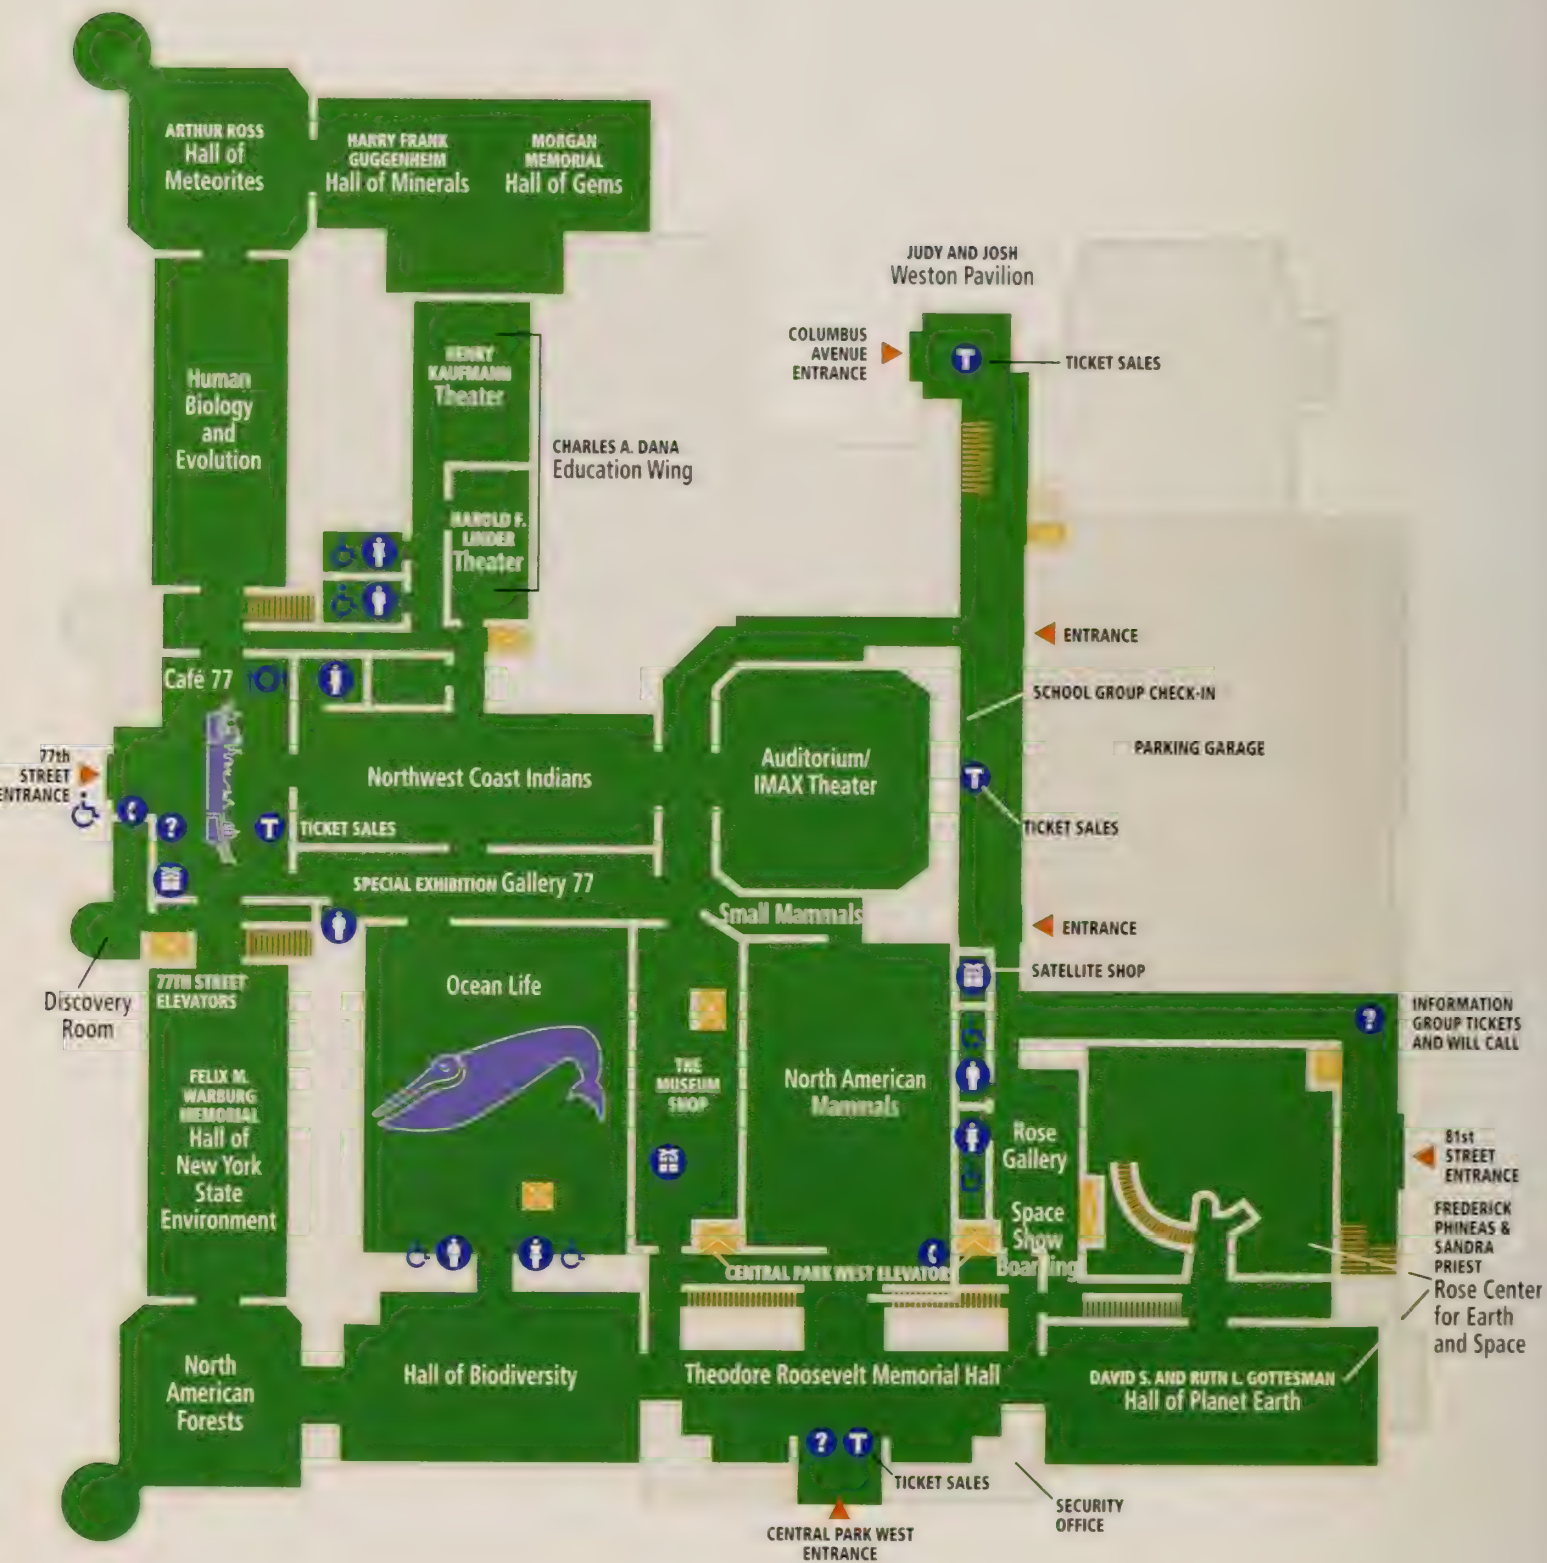 ARTHUR ROSS
Hall of
Meteorites
HARRY FRANK
GUGGENHEIM
Hall of Minerals
MORGAN
MEMORIAL
Hall of Gems
JUDY AND JOSH
Weston Pavilion
COLUMBUS
AVENUE
ENTRANCE
T
TICKET SALES
HENRY
KAUFMANN
Theater
Human
Biology
and
Evolution
CHARLES A. DANA
Education Wing
HAROLD F.
LINDER
Theater
ENTRANCE
Café 77
SCHOOL GROUP CHECK-IN
PARKING GARAGE
77th
STREET
ENTRANCE
Northwest Coast Indians
Auditorium/
IMAX Theater
T
TICKET SALES
?
T
TICKET SALES
SPECIAL EXHIBITION Gallery 77
Small Mammals
ENTRANCE
SATELLITE SHOP
77TH STREET
ELEVATORS
Discovery
Room
Ocean Life
?
INFORMATION
GROUP TICKETS
AND WILL CALL
FELIX M.
WARBURG
MEMORIAL
Hall of
New York
State
Environment
THE
MUSEUM
SHOP
North American
Mammals
Rose
Gallery
Space
Show
Boarding
81st
STREET
ENTRANCE
FREDERICK
PHINEAS &
SANDRA
PRIEST
Rose Center
for Earth
and Space
CENTRAL PARK WEST ELEVATORS
North
American
Forests
Hall of Biodiversity
Theodore Roosevelt Memorial Hall
DAVID S. AND RUTH L. GOTTESMAN
Hall of Planet Earth
?
T
TICKET SALES
SECURITY
OFFICE
CENTRAL PARK WEST
ENTRANCE